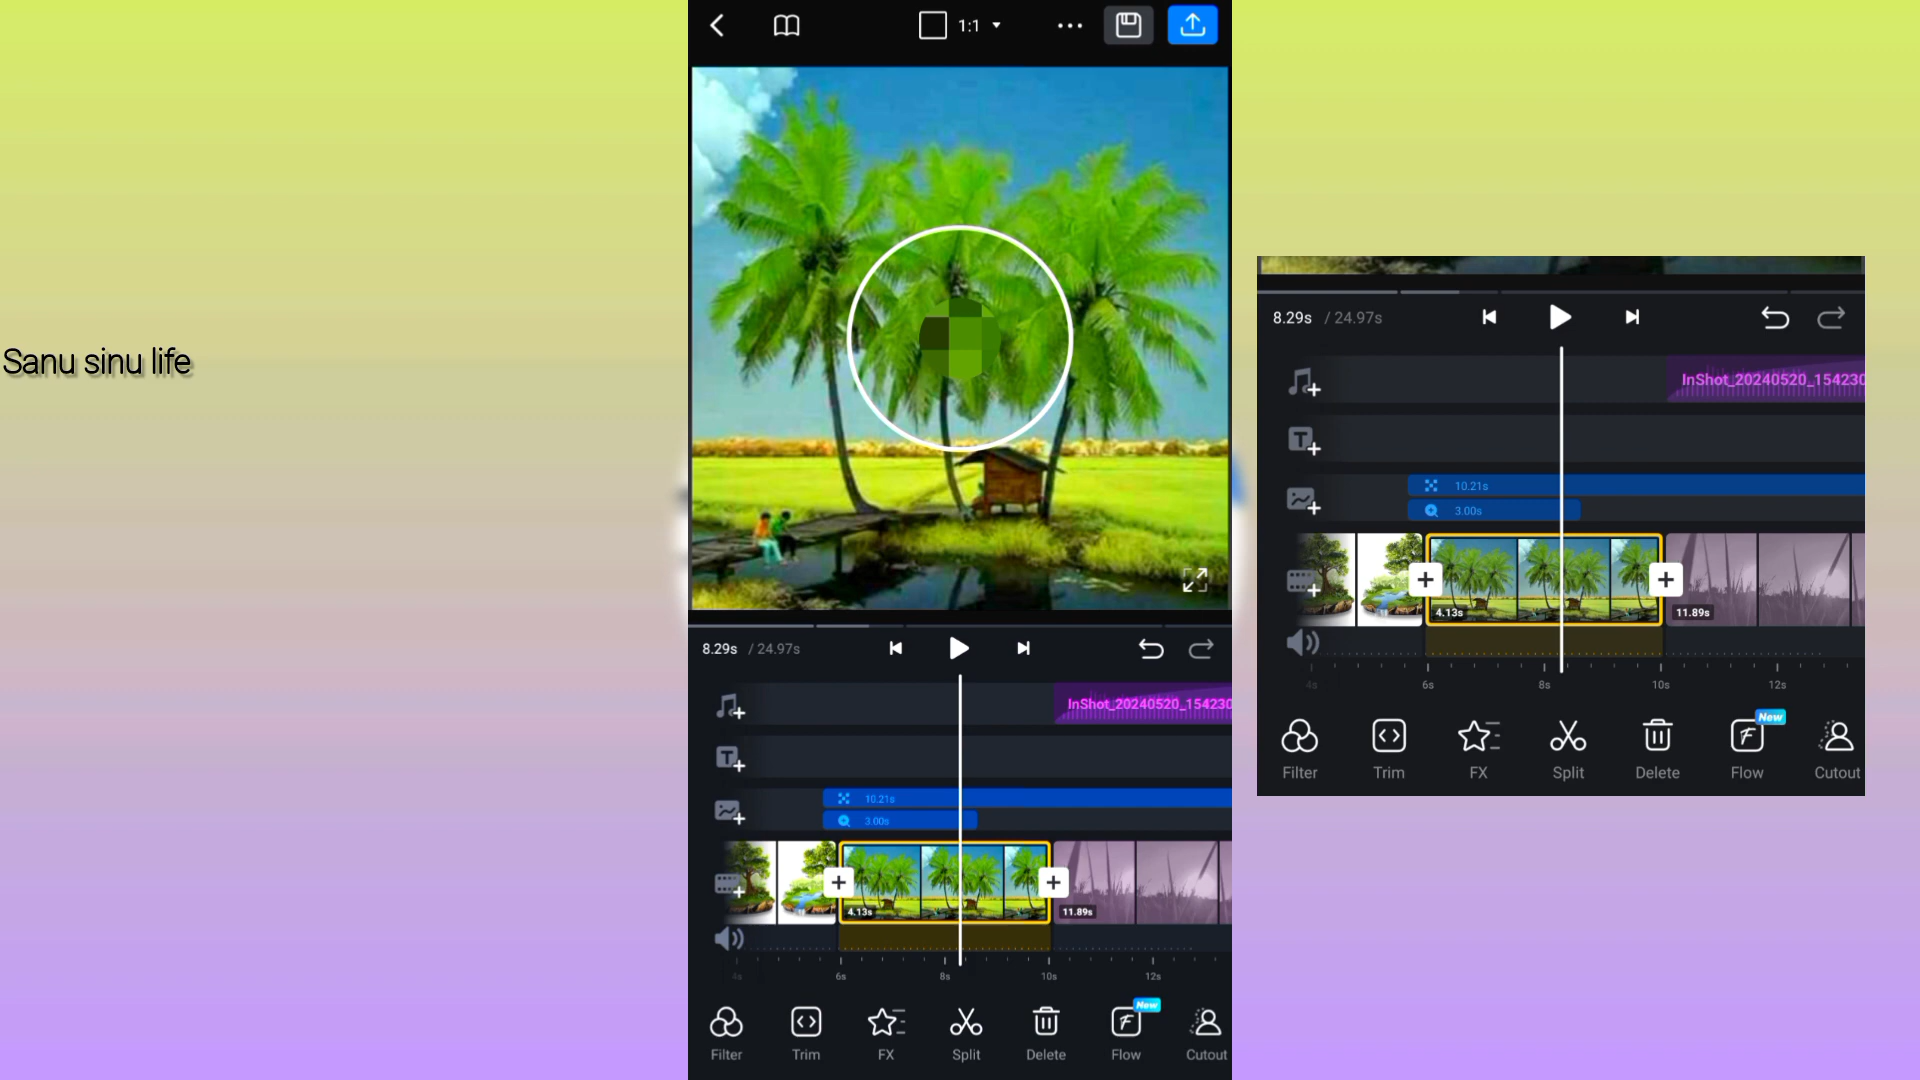 Sanu sinu life
1:1
8.29s / 24.97s
InShot_20240520_154230
10.21s
3.00s
4.13s
11.89s
4s 6s 8s 10s 12s
New
Filter Trim FX Split Delete Flow Cutout
8.29s / 24.97s
InShot_20240520_154230
10.21s
3.00s
4.13s
11.89s
4s 6s 8s 10s 12s
New
Filter Trim FX Split Delete Flow Cutout